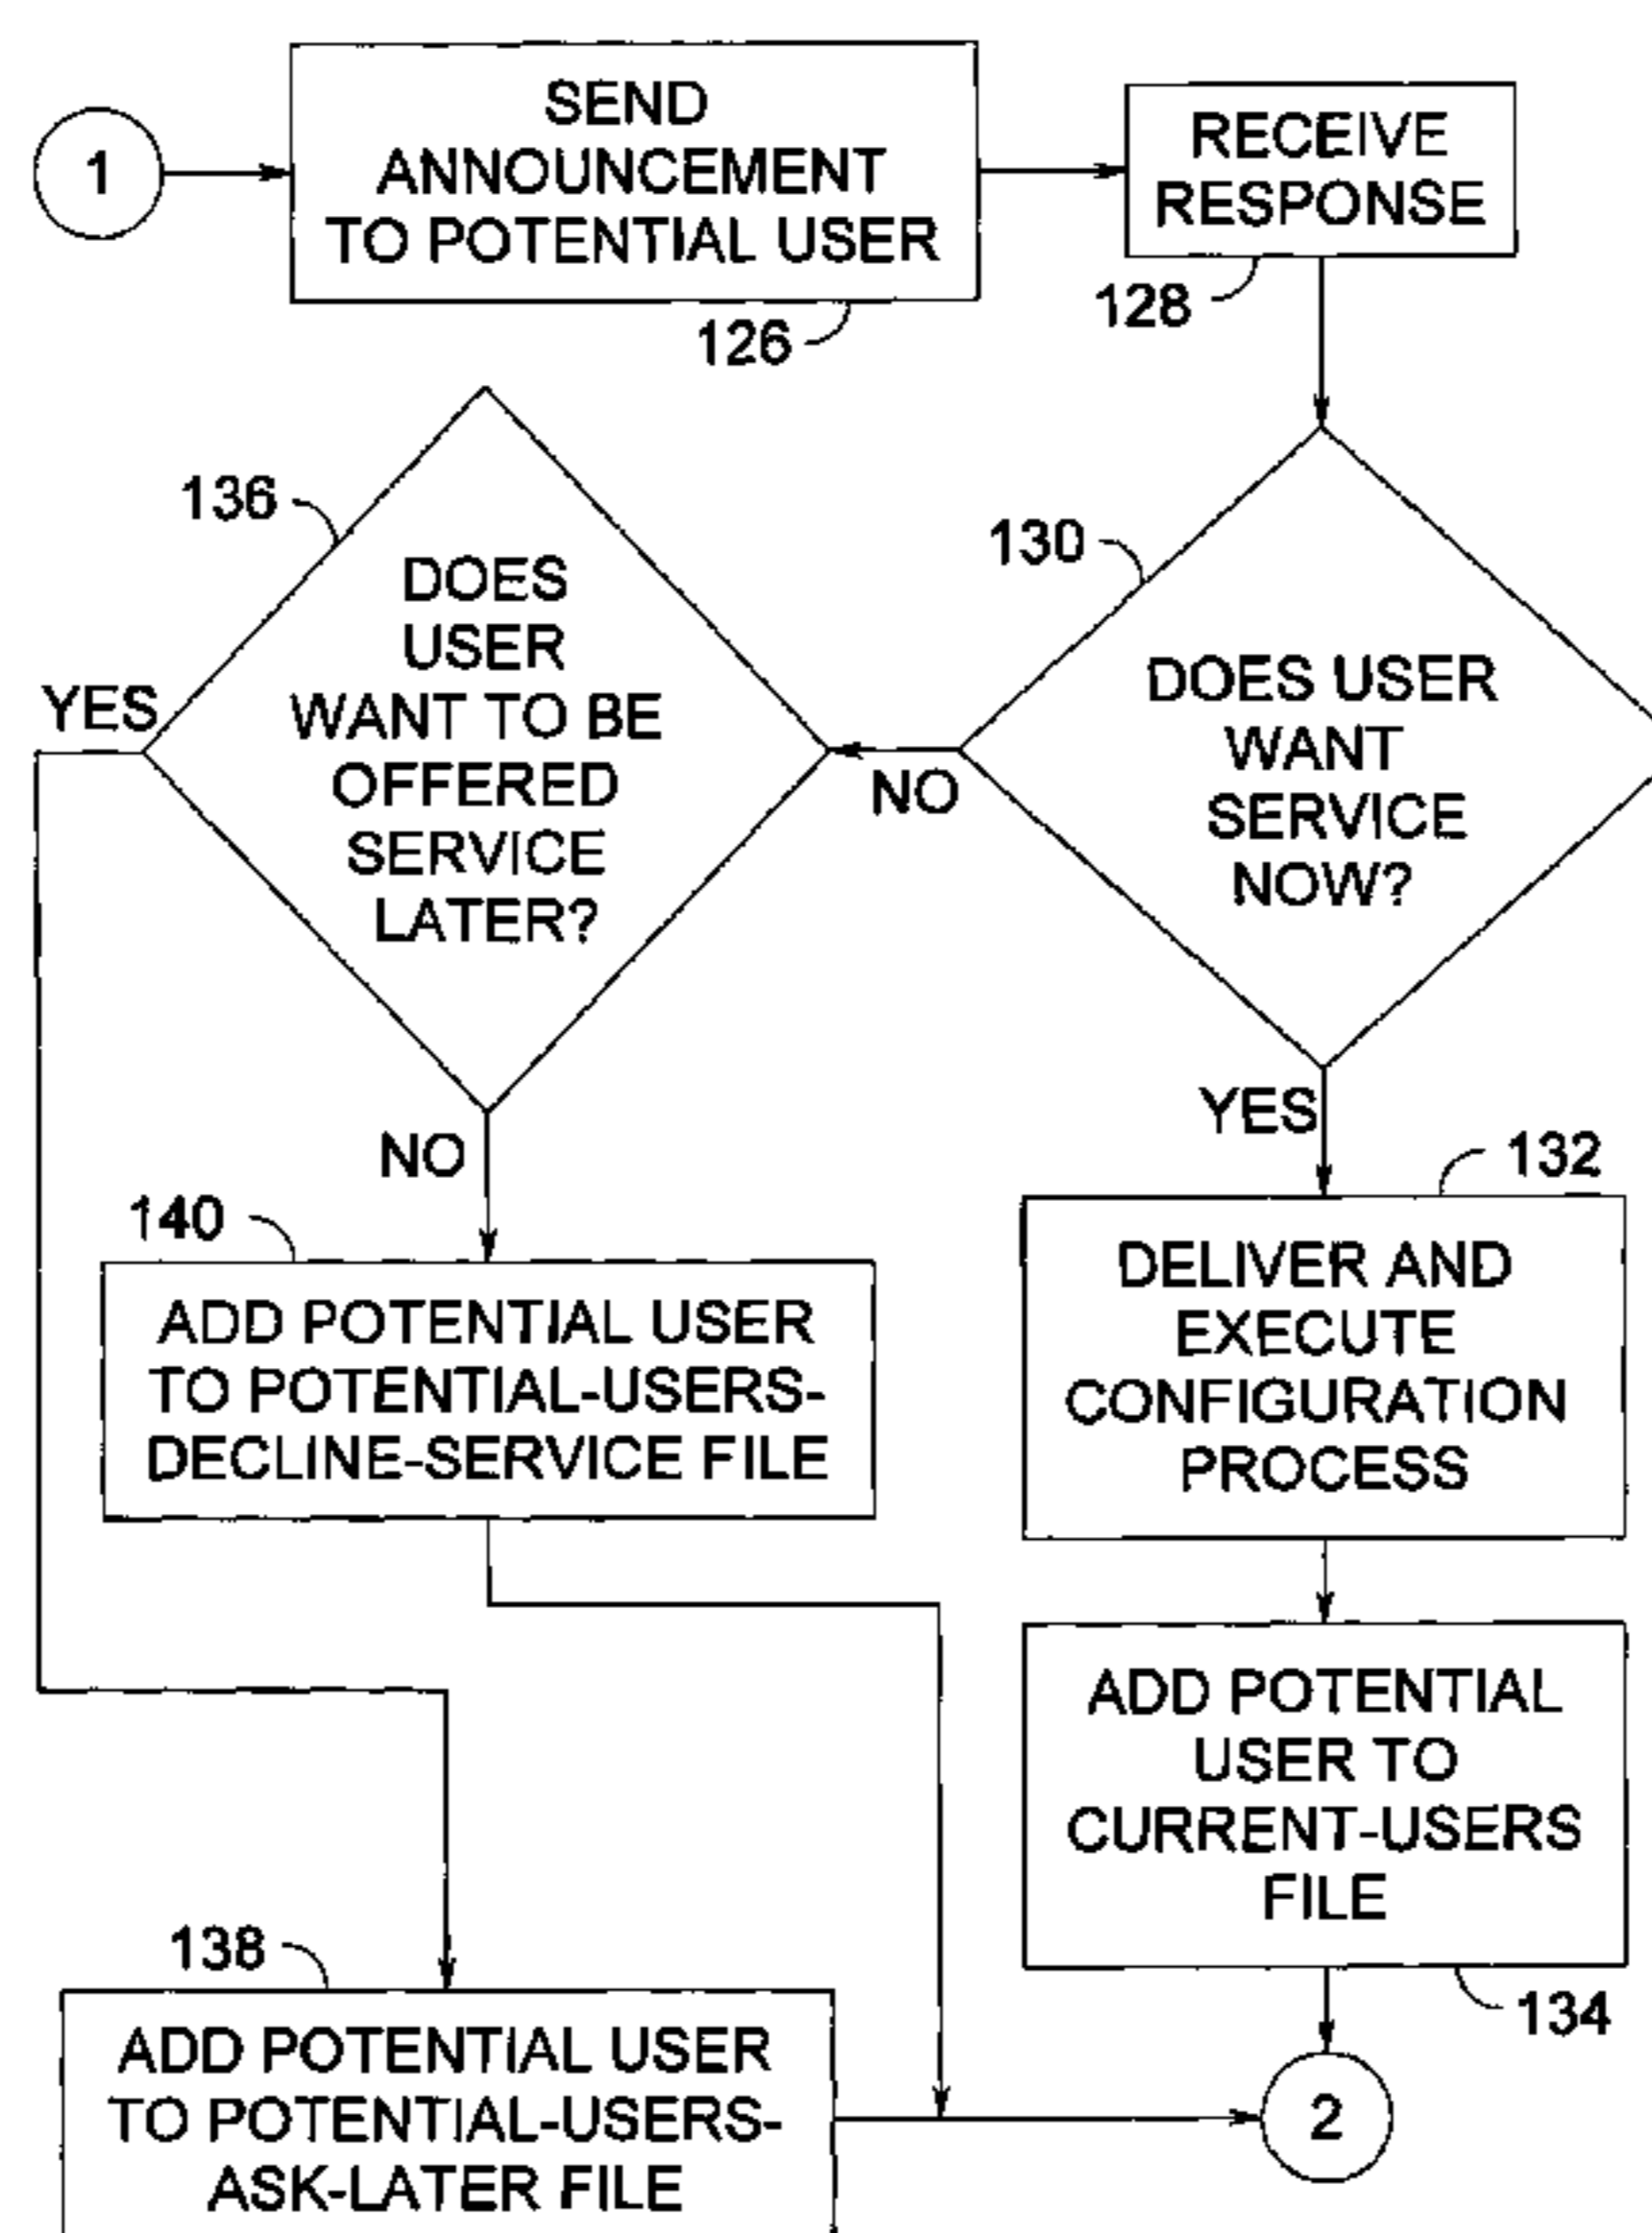 1
SEND
ANNOUNCEMENT
TO POTENTIAL USER
126
RECEIVE
RESPONSE
128
136
DOES
USER
WANT TO BE
OFFERED
SERVICE
LATER?
YES
NO
130
DOES USER
WANT
SERVICE
NOW?
NO
YES
132
DELIVER AND
EXECUTE
CONFIGURATION
PROCESS
140
ADD POTENTIAL USER
TO POTENTIAL-USERS-
DECLINE-SERVICE FILE
ADD POTENTIAL
USER TO
CURRENT-USERS
FILE
134
138
ADD POTENTIAL USER
TO POTENTIAL-USERS-
ASK-LATER FILE
2